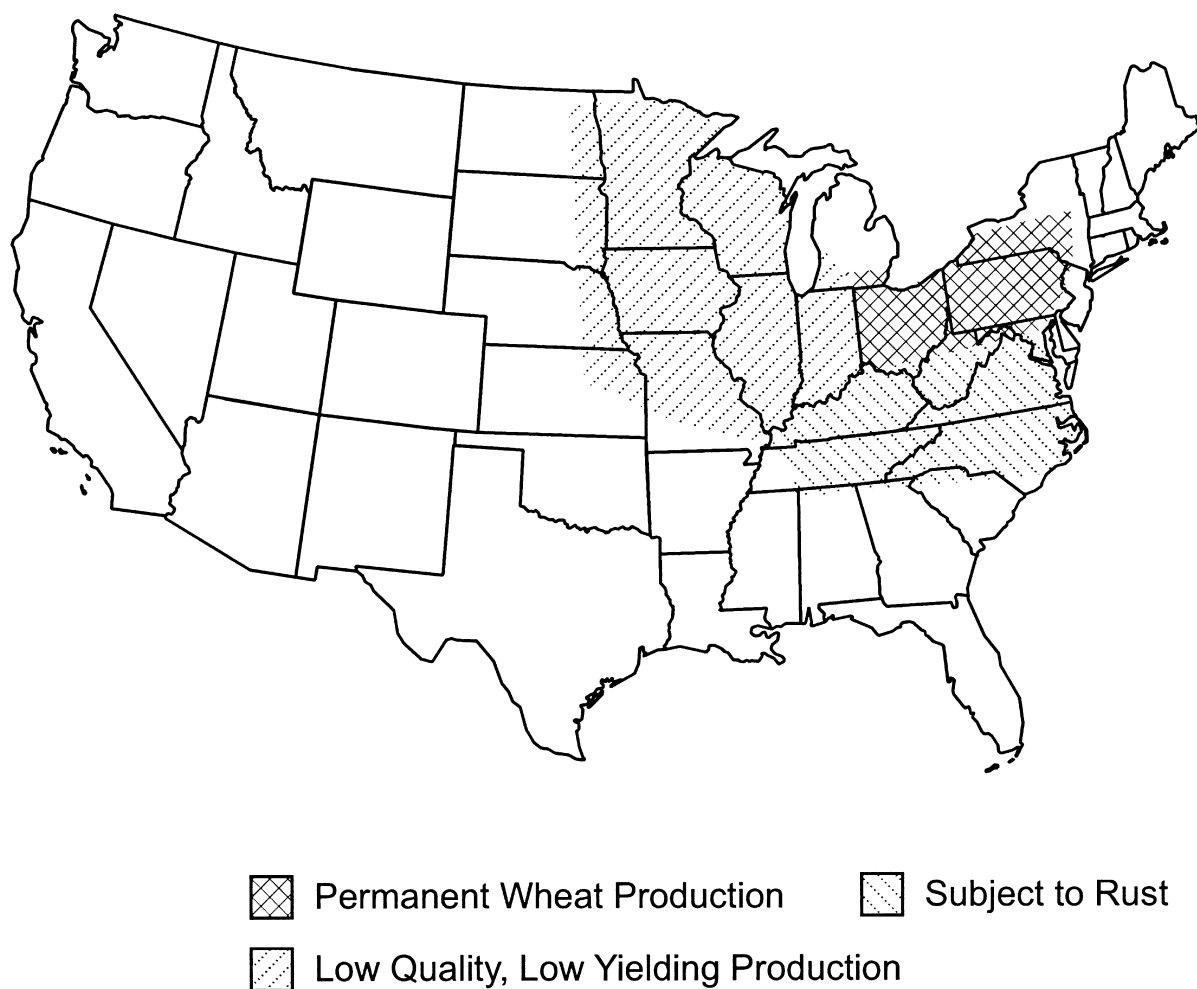 Permanent Wheat Production
Subject to Rust
Low Quality, Low Yielding Production